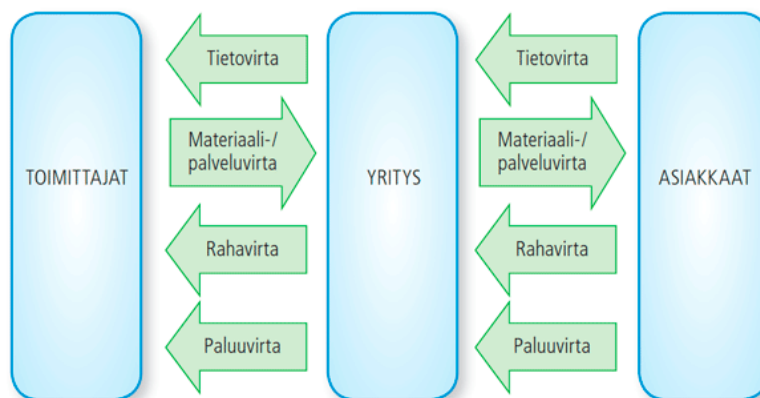 Tietovirta
Tietovirta
Materiaali-/
palveluvirta
Materiaali-/
palveluvirta
TOIMITTAJAT
YRITYS
ASIAKKAAT
Rahavirta
Rahavirta
Paluuvirta
Paluuvirta